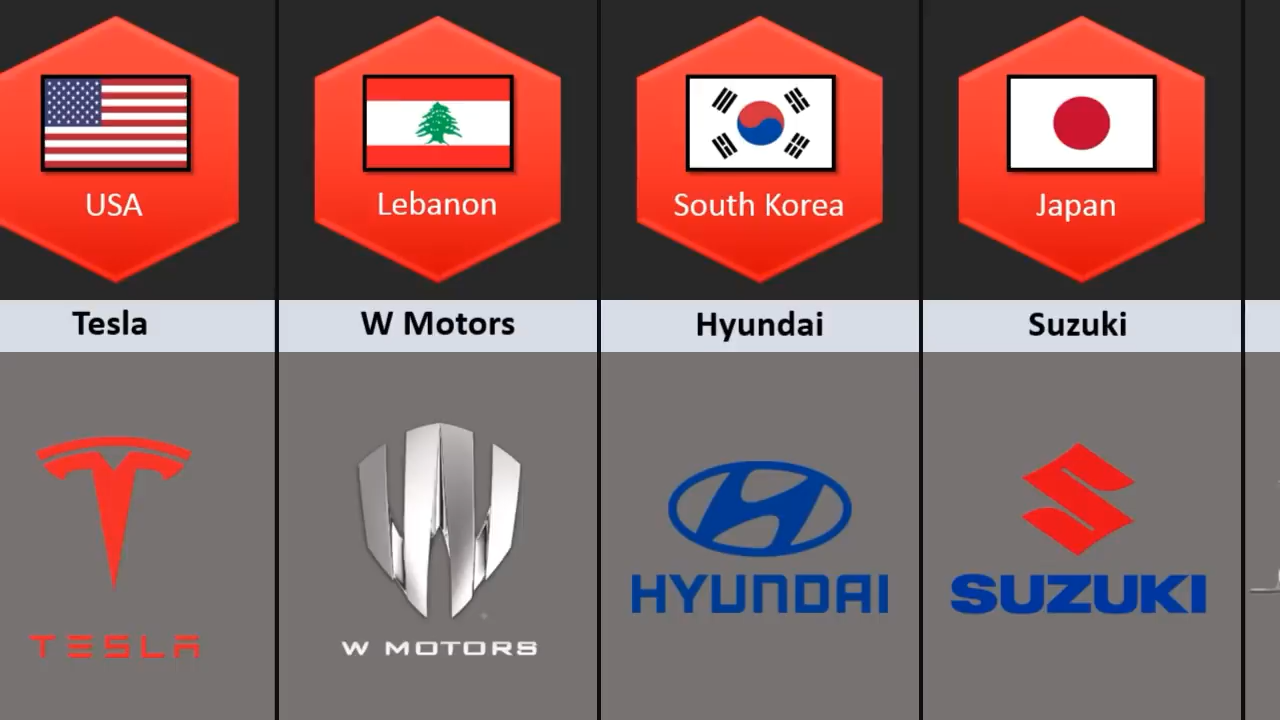 USA
Lebanon
South Korea
Japan
Tesla
W Motors
Hyundai
Suzuki
TESLA
W MOTORS
HYUNDAI
SUZUKI